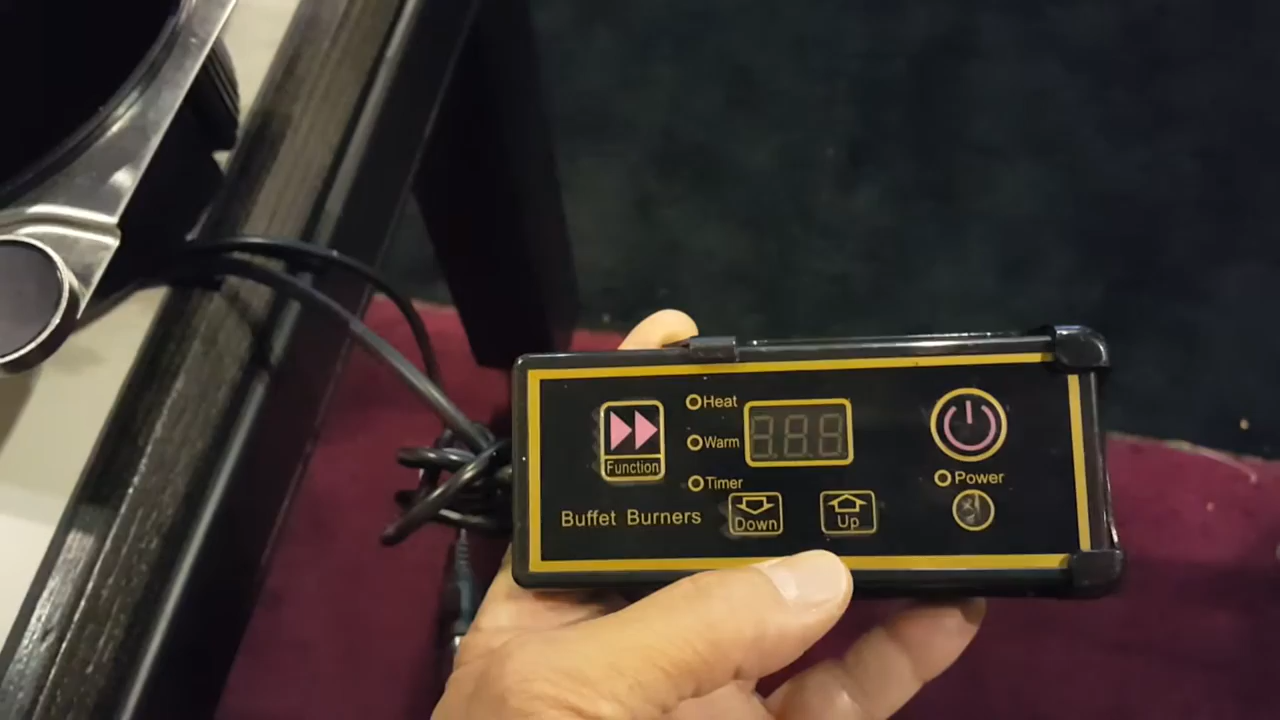 Heat
Warm
Function
Timer
Power
Buffet Burners
Down
Up